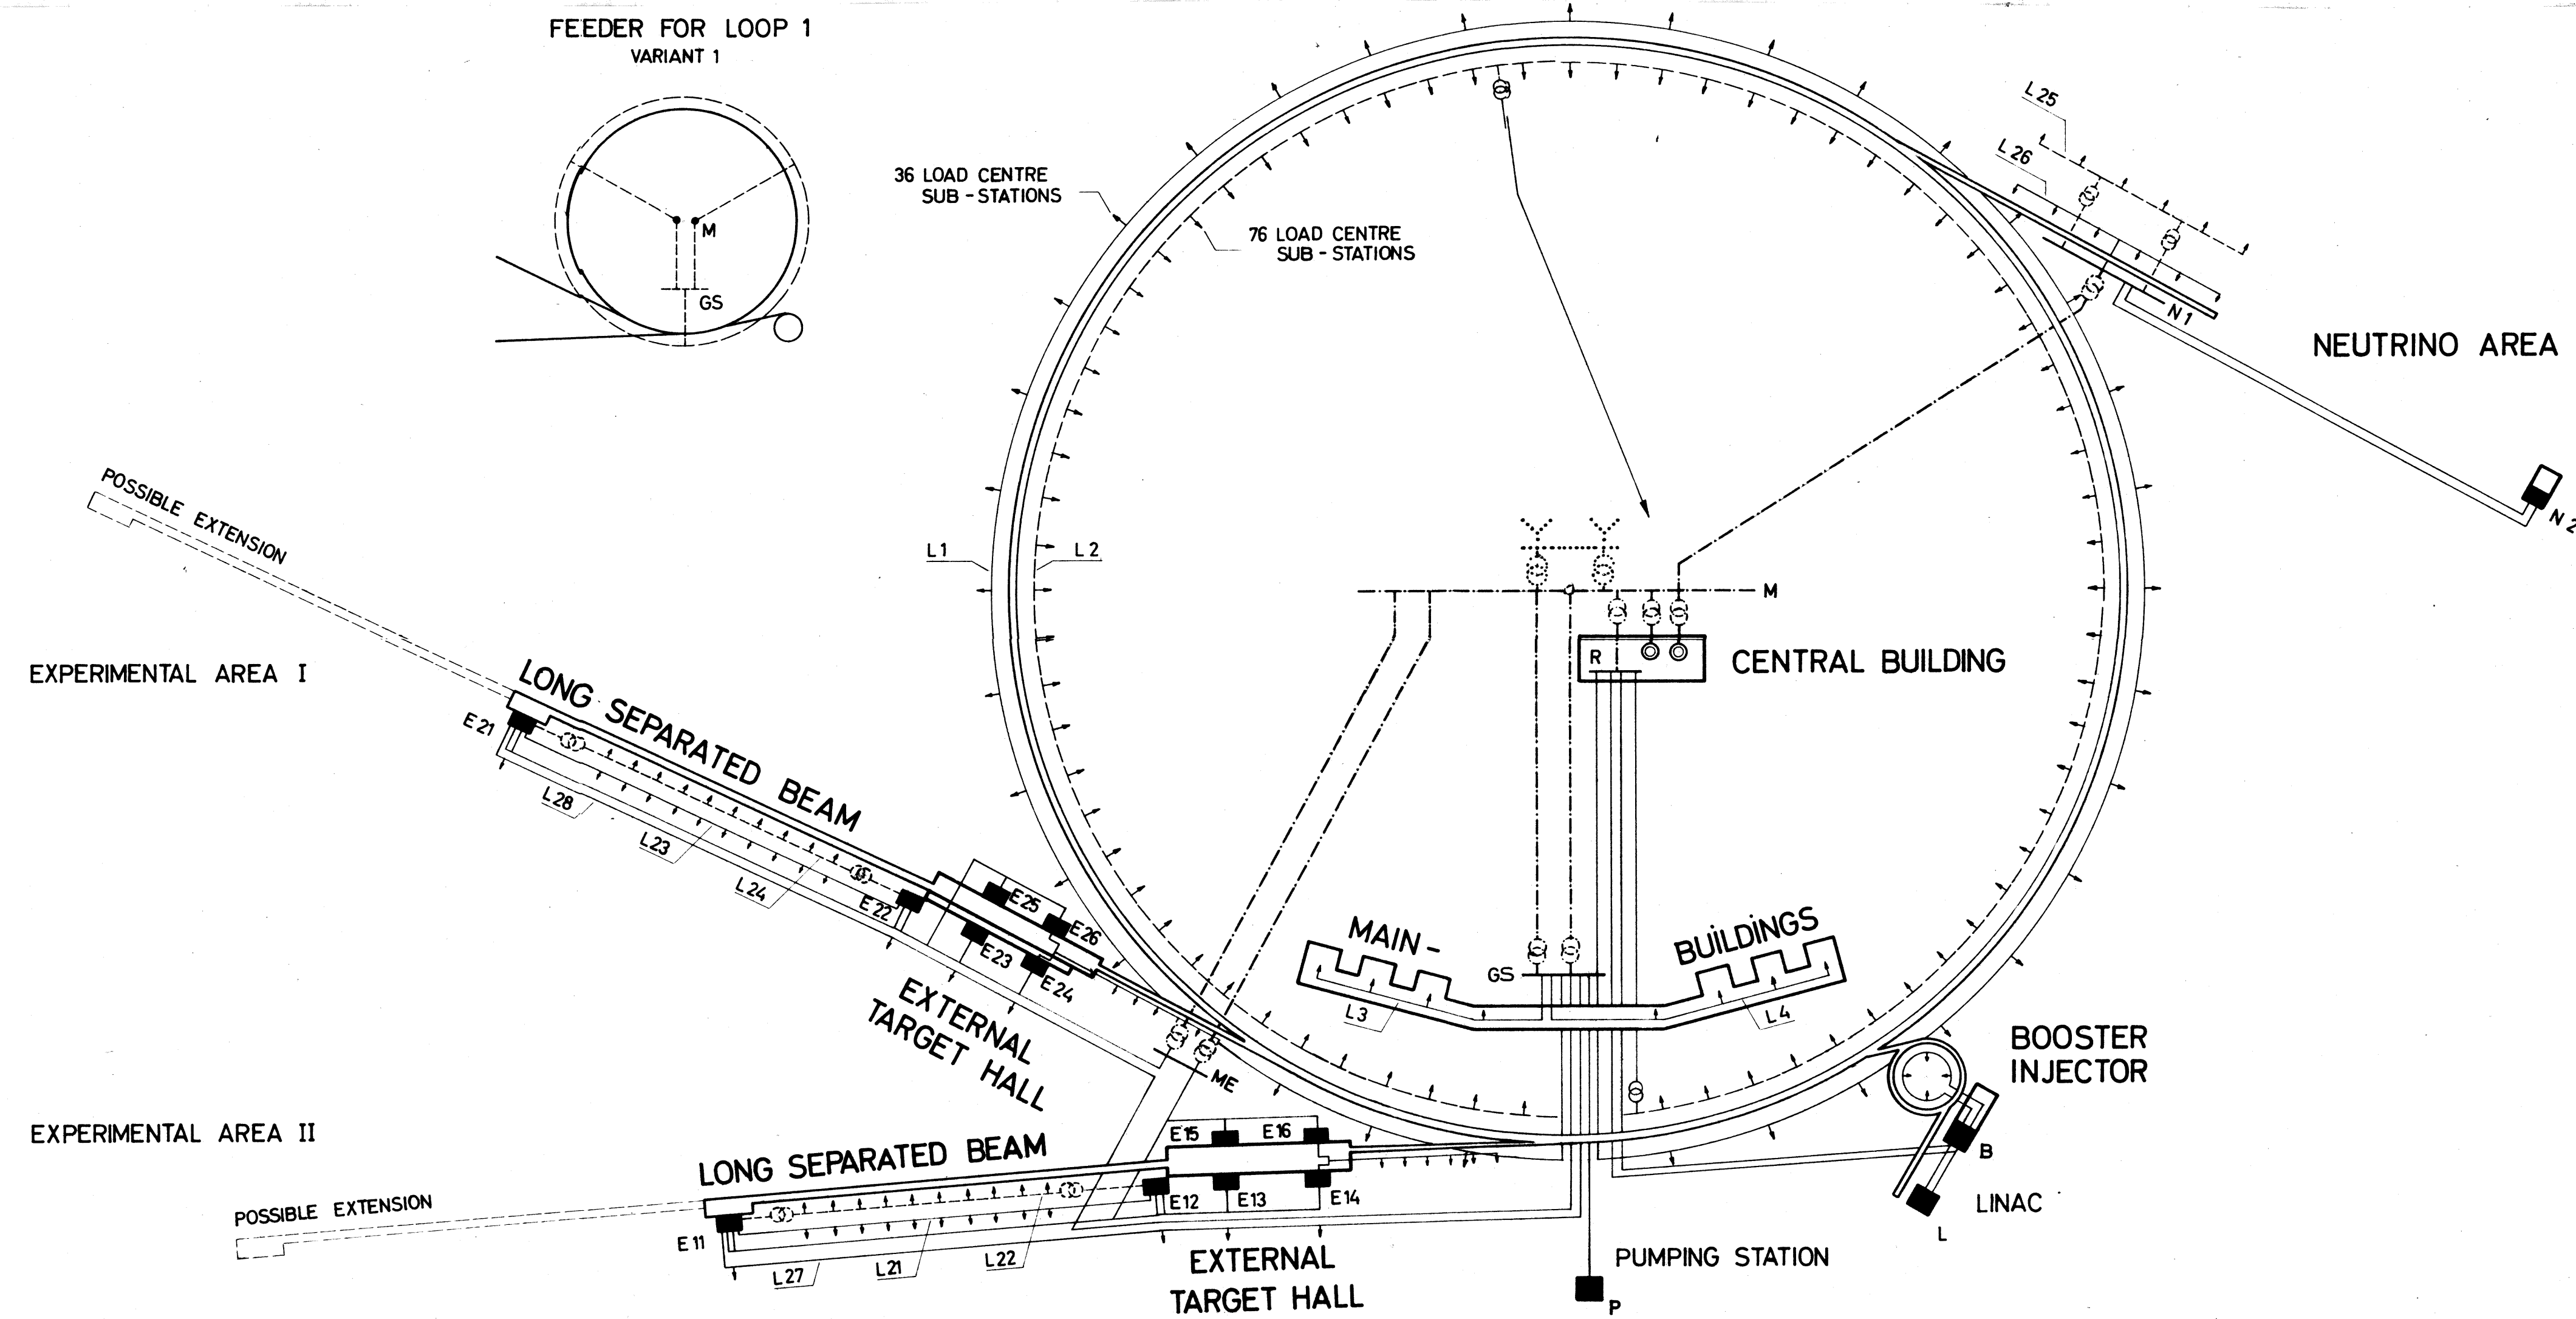 FEEDER FOR LOOP 1
VARIANT 1
M
GS
36 LOAD CENTRE
SUB - STATIONS
76 LOAD CENTRE
SUB - STATIONS
L 25
L 26
N 1
NEUTRINO AREA
N 2
POSSIBLE EXTENSION
L 1
L 2
M
EXPERIMENTAL AREA I
LONG SEPARATED BEAM
R
CENTRAL BUILDING
E 21
L 28
L 23
L 24
E 22
E 25
E 26
E 23
E 24
EXTERNAL
TARGET HALL
MAIN -
BUILDINGS
GS
L 3
L 4
BOOSTER
INJECTOR
ME
EXPERIMENTAL AREA II
LONG SEPARATED BEAM
E 15
E 16
B
POSSIBLE EXTENSION
E 12
E 13
E 14
LINAC
L
E 11
L 27
L 21
L 22
EXTERNAL
TARGET HALL
PUMPING STATION
P